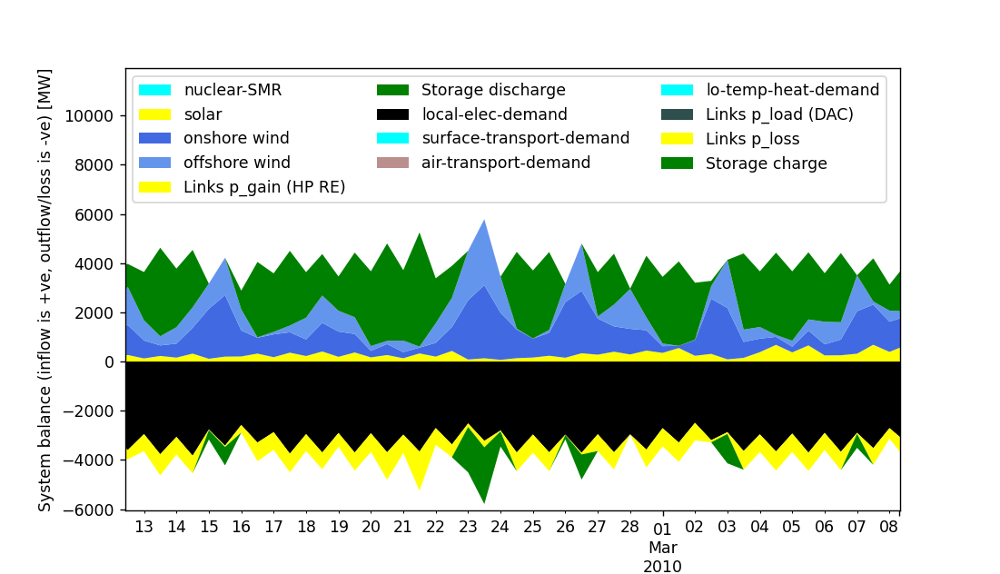 System balance (inflow is +ve, outflow/loss is -ve) [MW]
10000
8000
6000
4000
2000
0
−2000
−4000
−6000
nuclear-SMR
solar
onshore wind
offshore wind
Links p_gain (HP RE)
Storage discharge
local-elec-demand
surface-transport-demand
air-transport-demand
lo-temp-heat-demand
Links p_load (DAC)
Links p_loss
Storage charge
13 14 15 16 17 18 19 20 21 22 23 24 25 26 27 28 01 02 03 04 05 06 07 08
Mar
2010